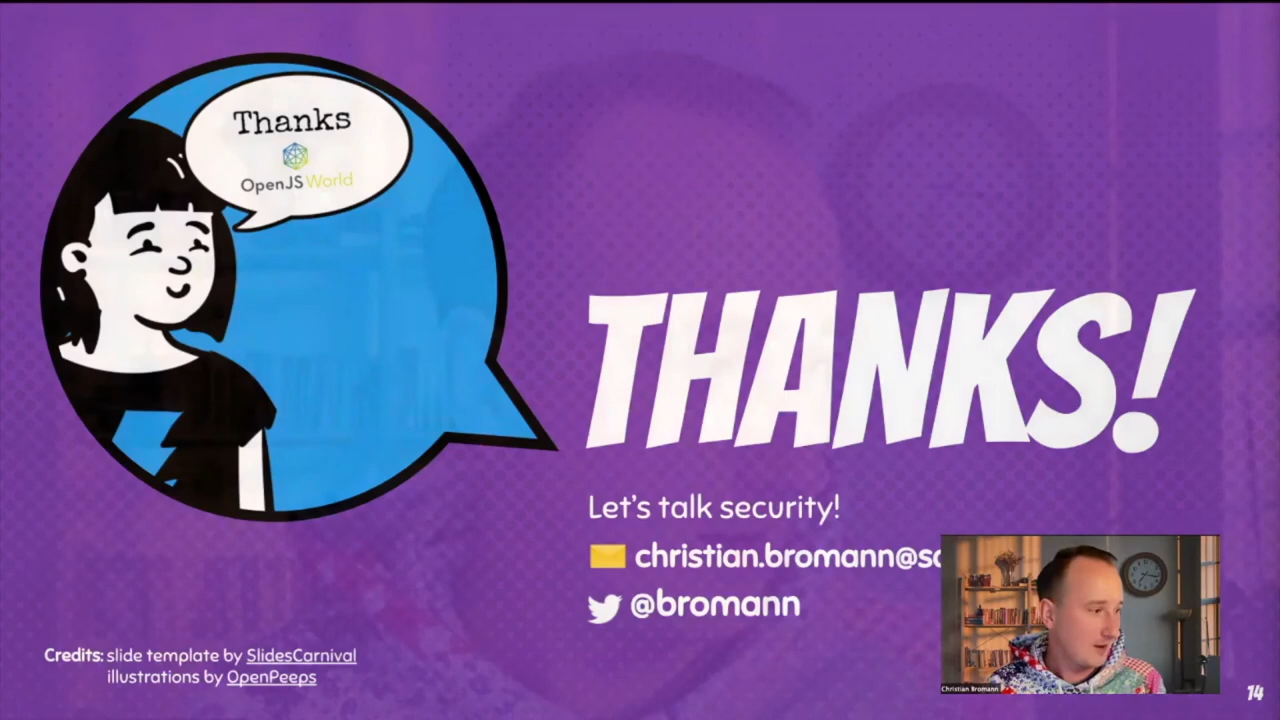 Thanks
OpenJS World
THANKS!
Let's talk security!
christian.bromann@sa
@bromann
Credits: slide template by SlidesCarnival
illustrations by OpenPeeps
Christian Bromann
14